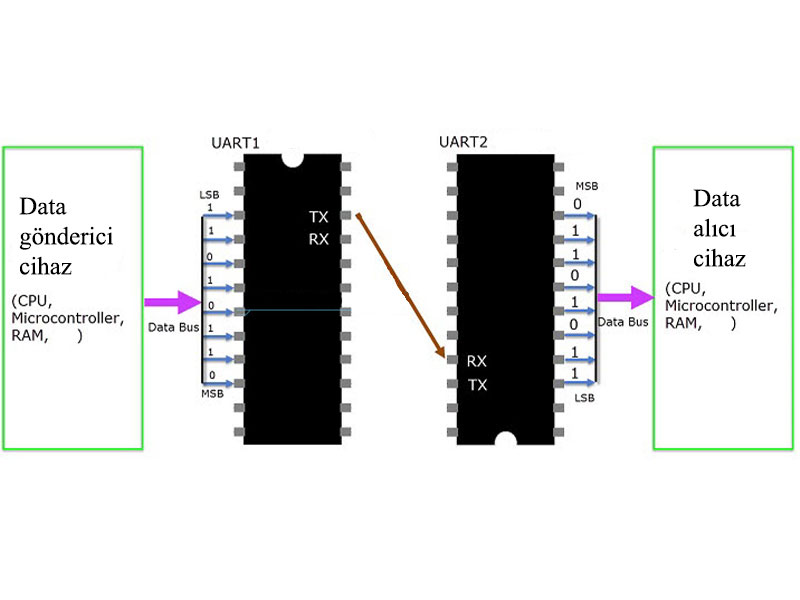 UART1
UART2
Data
gönderici
cihaz
(CPU,
Microcontroller,
RAM, )
Data Bus
LSB
1
1
0
1
0
1
1
0
MSB
TX
RX
RX
TX
MSB
0
1
1
0
1
0
1
1
LSB
Data Bus
Data
alıcı
cihaz
(CPU,
Microcontroller,
RAM, )